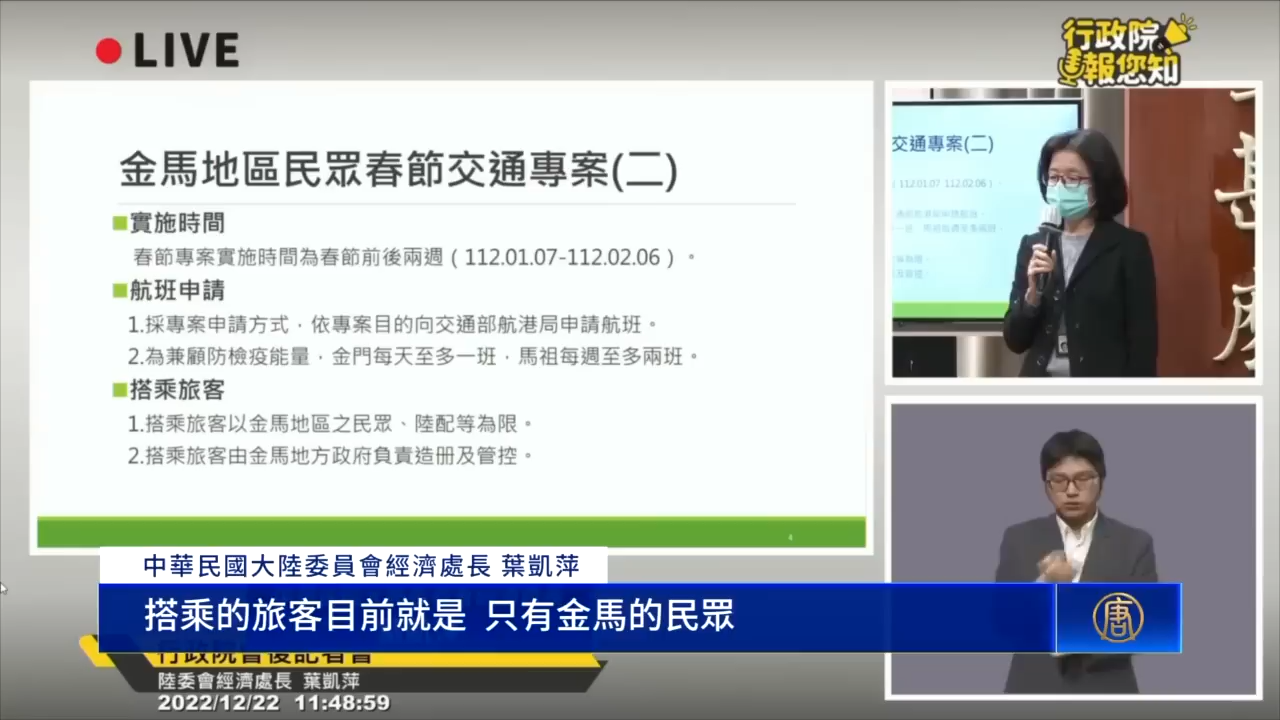 LIVE
行政院
報您知
金馬地區民眾春節交通專案(二)
實施時間
春節專案實施時間為春節前後兩週（112.01.07-112.02.06）。
航班申請
1.採專案申請方式，依專案目的向交通部航港局申請航班。
2.為兼顧防檢疫能量，金門每天至多一班，馬祖每週至多兩班。
搭乘旅客
1.搭乘旅客以金馬地區之民眾、陸配等為限。
2.搭乘旅客由金馬地方政府負責造册及管控。
4
交通專案(二)
中華民國大陸委員會經濟處長 葉凱萍
搭乘的旅客目前就是 只有金馬的民眾
唐
行政院會後記者會
陸委會經濟處長 葉凱萍
2022/12/22 11:48:59